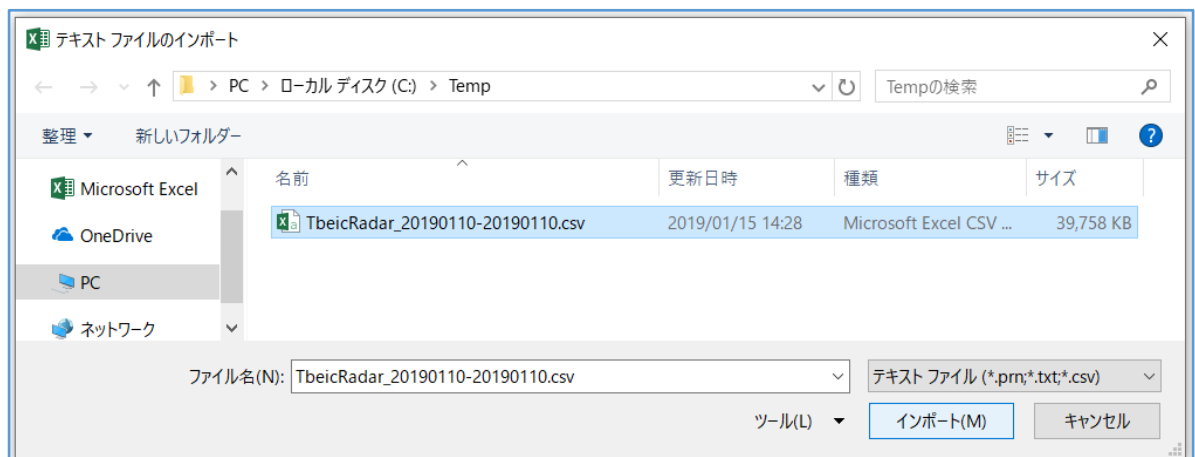 テキスト ファイルのインポート
PC > ローカル ディスク (C:) > Temp
Tempの検索
整理 新しいフォルダー
名前 更新日時 種類 サイズ
Microsoft Excel
TbeicRadar_20190110-20190110.csv 2019/01/15 14:28 Microsoft Excel CSV ... 39,758 KB
OneDrive
PC
ネットワーク
ファイル名(N): TbeicRadar_20190110-20190110.csv テキスト ファイル (*.prn;*.txt;*.csv)
ツール(L) インポート(M) キャンセル